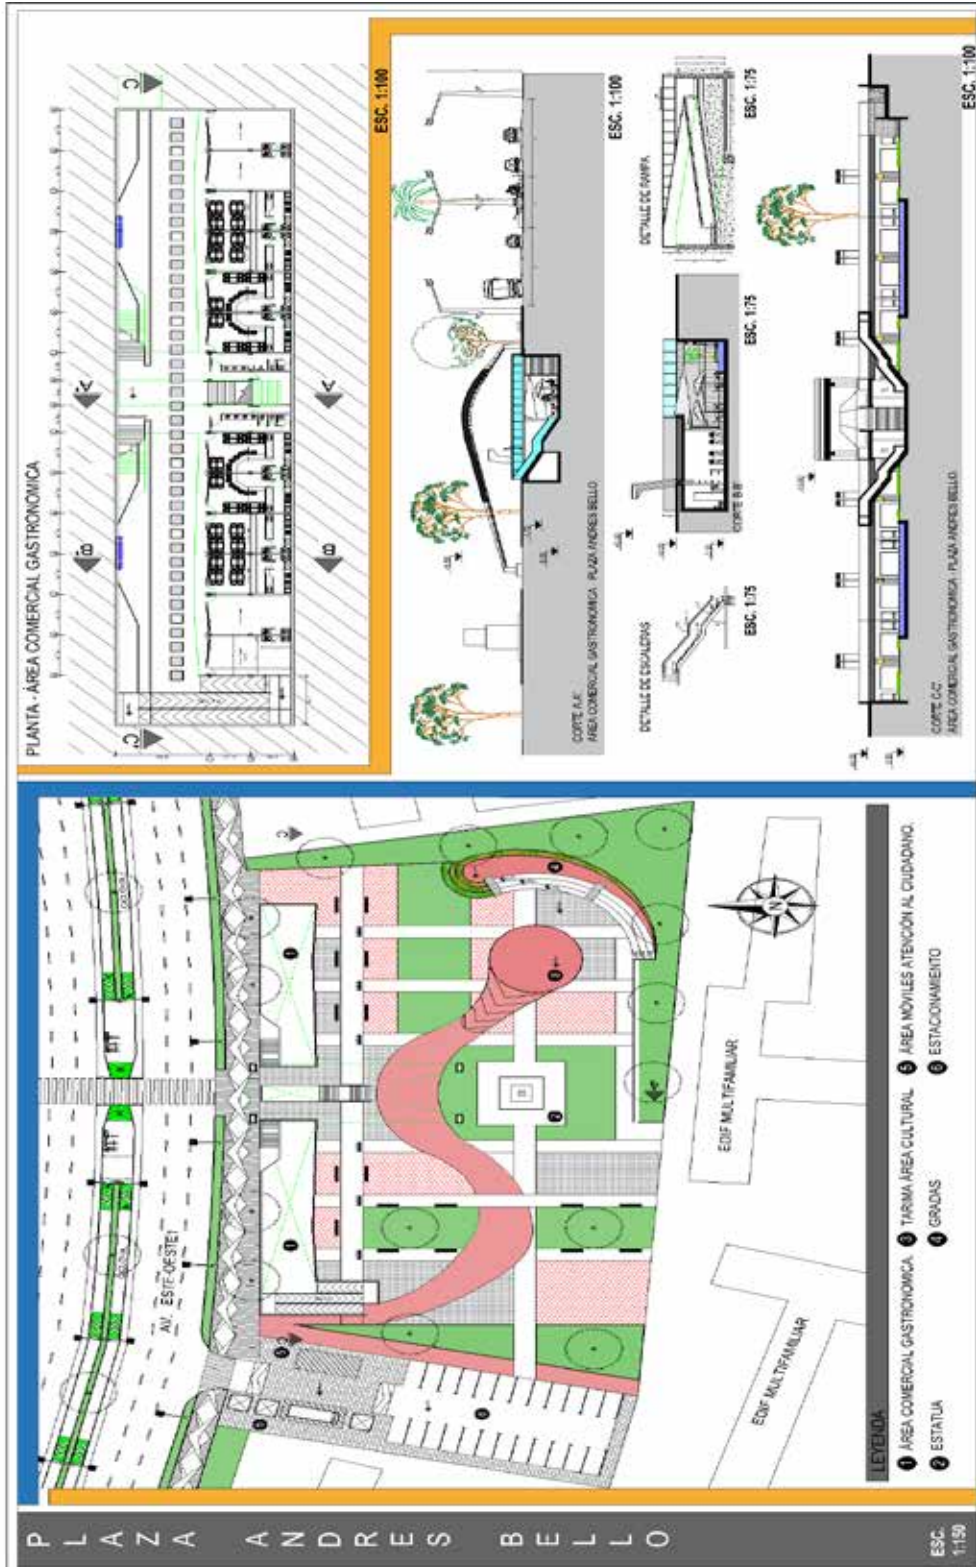 PLAZA ANDRES BELLO
ESC.
1:150
AV. ESTE-OESTE1
EDIF MULTIFAMILIAR
EDIF MULTIFAMILIAR
N
LEYENDA
1 ÁREA COMERCIAL GASTRONOMICA
2 ESTATUA
3 TARIMA ÁREA CULTURAL
4 GRADAS
5 ÁREA MÓVILES ATENCIÓN AL CIUDADANO.
6 ESTACIONAMIENTO
PLANTA - ÁREA COMERCIAL GASTRONÓMICA
C'
C
B'
A'
B
A
ESC. 1:100
CORTE A-A'
ÁREA COMERCIAL GASTRONOMICA - PLAZA ANDRES BELLO
ESC. 1:100
DETALLE DE ESCALERAS
ESC. 1:75
CORTE B-B'
ESC. 1:75
DETALLE DE RAMPA
ESC. 1:75
CORTE C-C'
ÁREA COMERCIAL GASTRONOMICA - PLAZA ANDRES BELLO.
ESC. 1:100